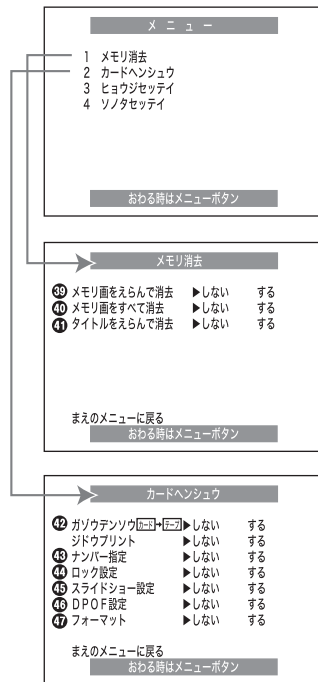 メニュー
1 メモリ消去
2 カードヘンシュウ
3 ヒョウジセッテイ
4 ソノタセッテイ
おわる時はメニューボタン
メモリ消去
㊴ メモリ画をえらんで消去 ▶しない する
㊵ メモリ画をすべて消去 ▶しない する
㊶ タイトルをえらんで消去 ▶しない する
まえのメニューに戻る
おわる時はメニューボタン
カードヘンシュウ
㊷ ガゾウデンソウ カード→テープ ▶しない する
ジドウプリント ▶しない する
㊸ ナンバー指定 ▶しない する
㊹ ロック設定 ▶しない する
㊺ スライドショー設定 ▶しない する
㊻ DPOF設定 ▶しない する
㊼ フォーマット ▶しない する
まえのメニューに戻る
おわる時はメニューボタン